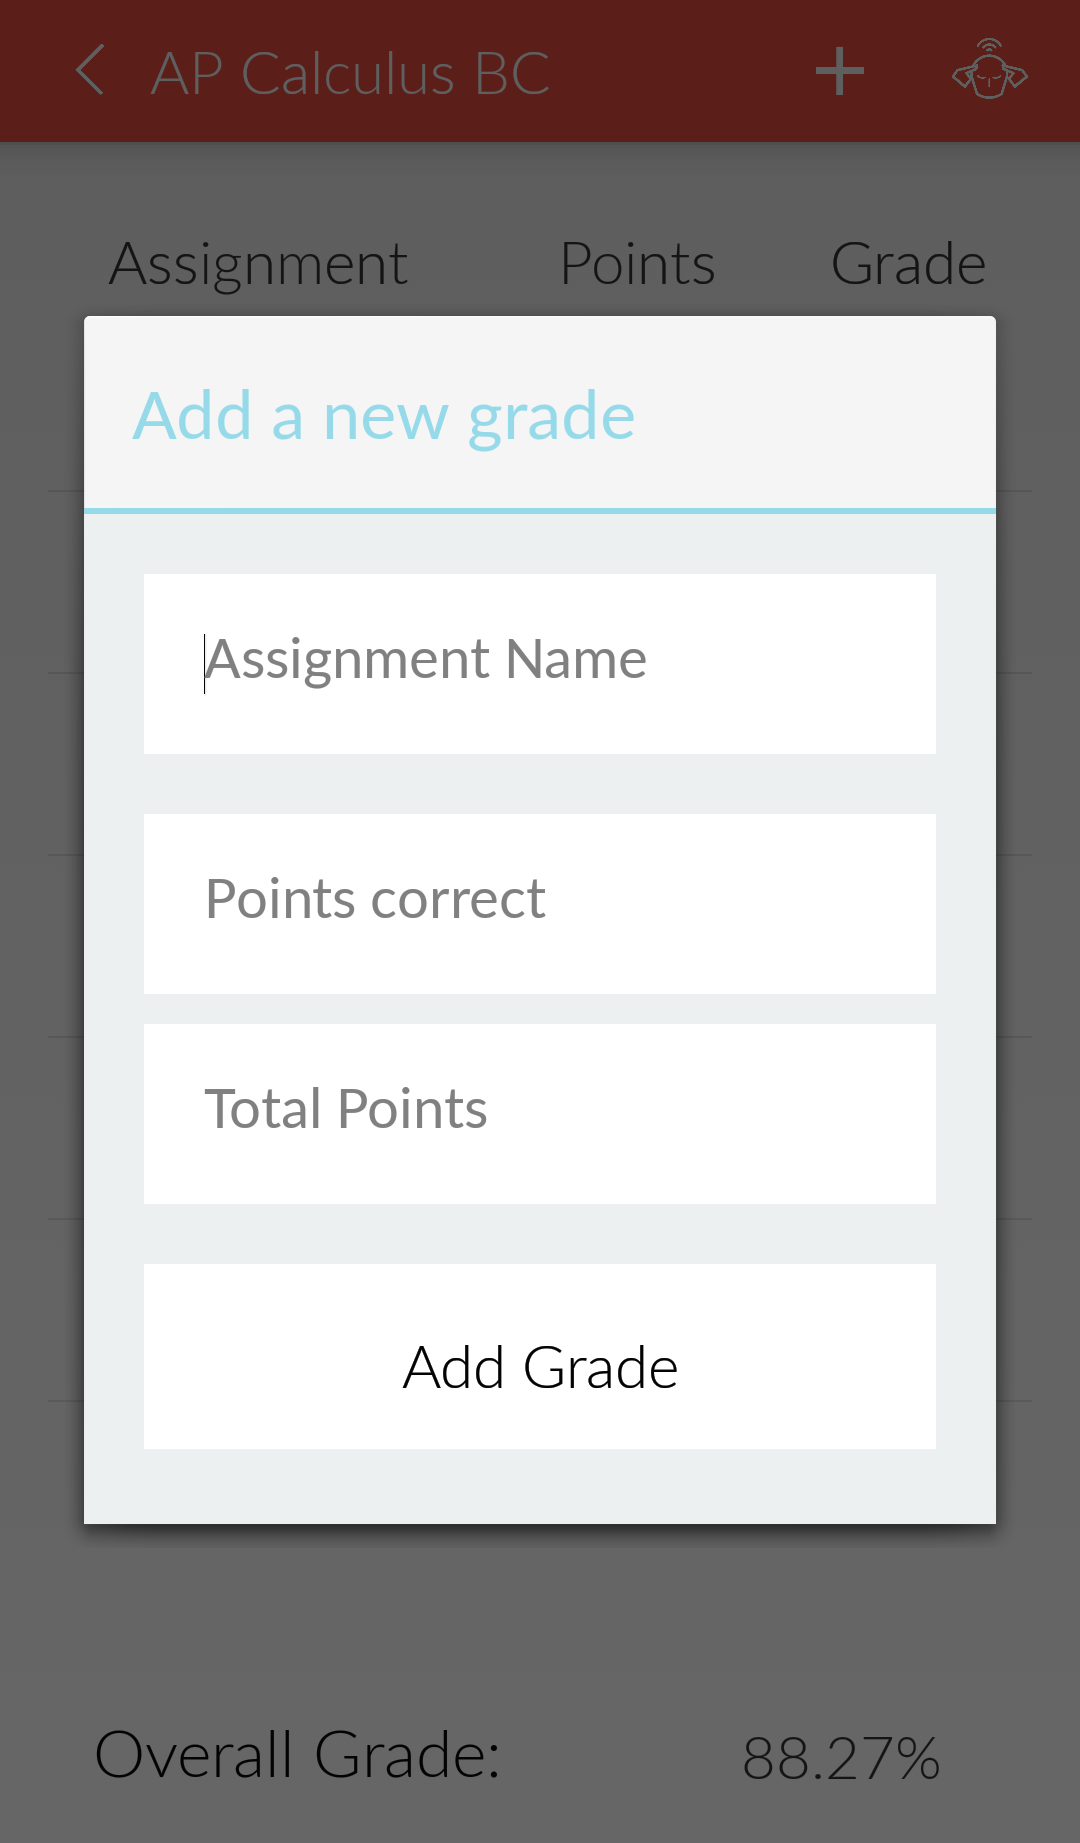 AP Calculus BC
Assignment Points Grade
Add a new grade
Assignment Name
Points correct
Total Points
Add Grade
Overall Grade: 88.27%